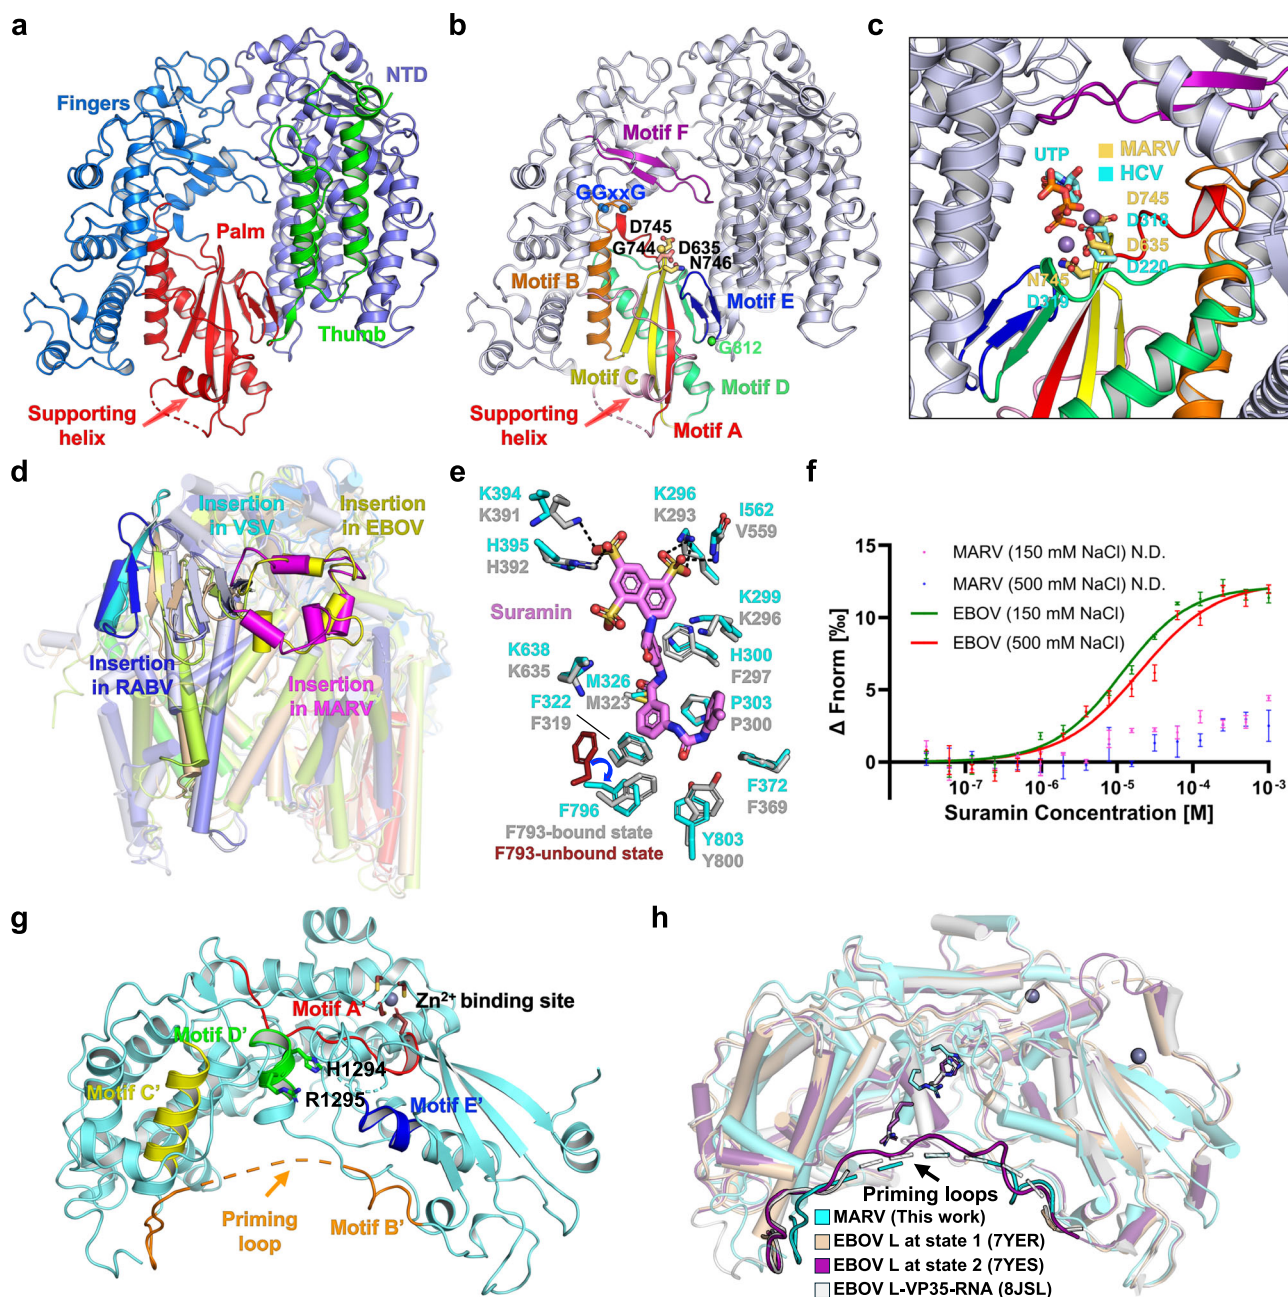 a
Fingers
NTD
Palm
Thumb
Supporting
helix
b
Motif F
GGxxG
D745
G744
D635
N746
Motif B
Motif E
G812
Motif C
Motif D
Supporting
helix
Motif A
c
UTP
MARV
HCV
D745
D318
D635
D220
N745
D319
d
Insertion
in VSV
Insertion
in EBOV
Insertion
in RABV
Insertion
in MARV
e
K394
K391
K296
K293
I562
V559
H395
H392
Suramin
K299
K296
K638
K635
M326
M323
H300
F297
F322
F319
P303
P300
F796
F372
F369
F793-bound state
F793-unbound state
Y803
Y800
f
MARV (150 mM NaCl) N.D.
MARV (500 mM NaCl) N.D.
EBOV (150 mM NaCl)
EBOV (500 mM NaCl)
Δ Fnorm [‰]
15
10
5
0
10⁻⁷ 10⁻⁶ 10⁻⁵ 10⁻⁴ 10⁻³
Suramin Concentration [M]
g
Motif A'
Zn²⁺ binding site
Motif D'
H1294
Motif C'
R1295
Motif E'
Priming
loop
Motif B'
h
Priming loops
MARV (This work)
EBOV L at state 1 (7YER)
EBOV L at state 2 (7YES)
EBOV L-VP35-RNA (8JSL)